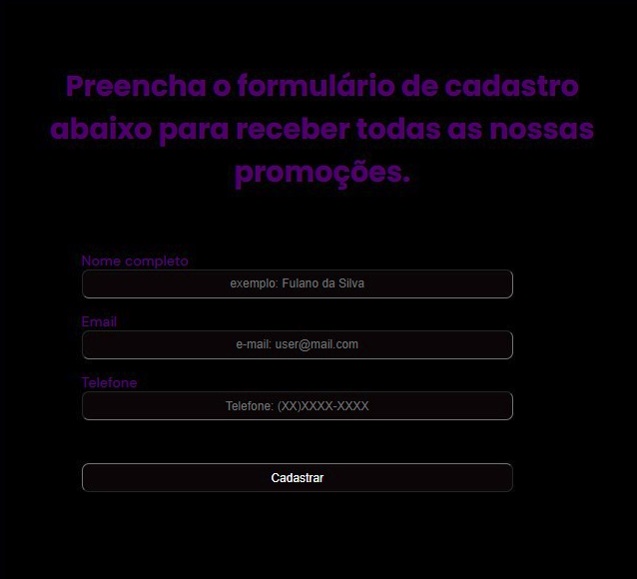 Preencha o formulário de cadastro
abaixo para receber todas as nossas
promoções.
Nome completo
exemplo: Fulano da Silva
Email
e-mail: user@mail.com
Telefone
Telefone: (XX)XXXX-XXXX
Cadastrar